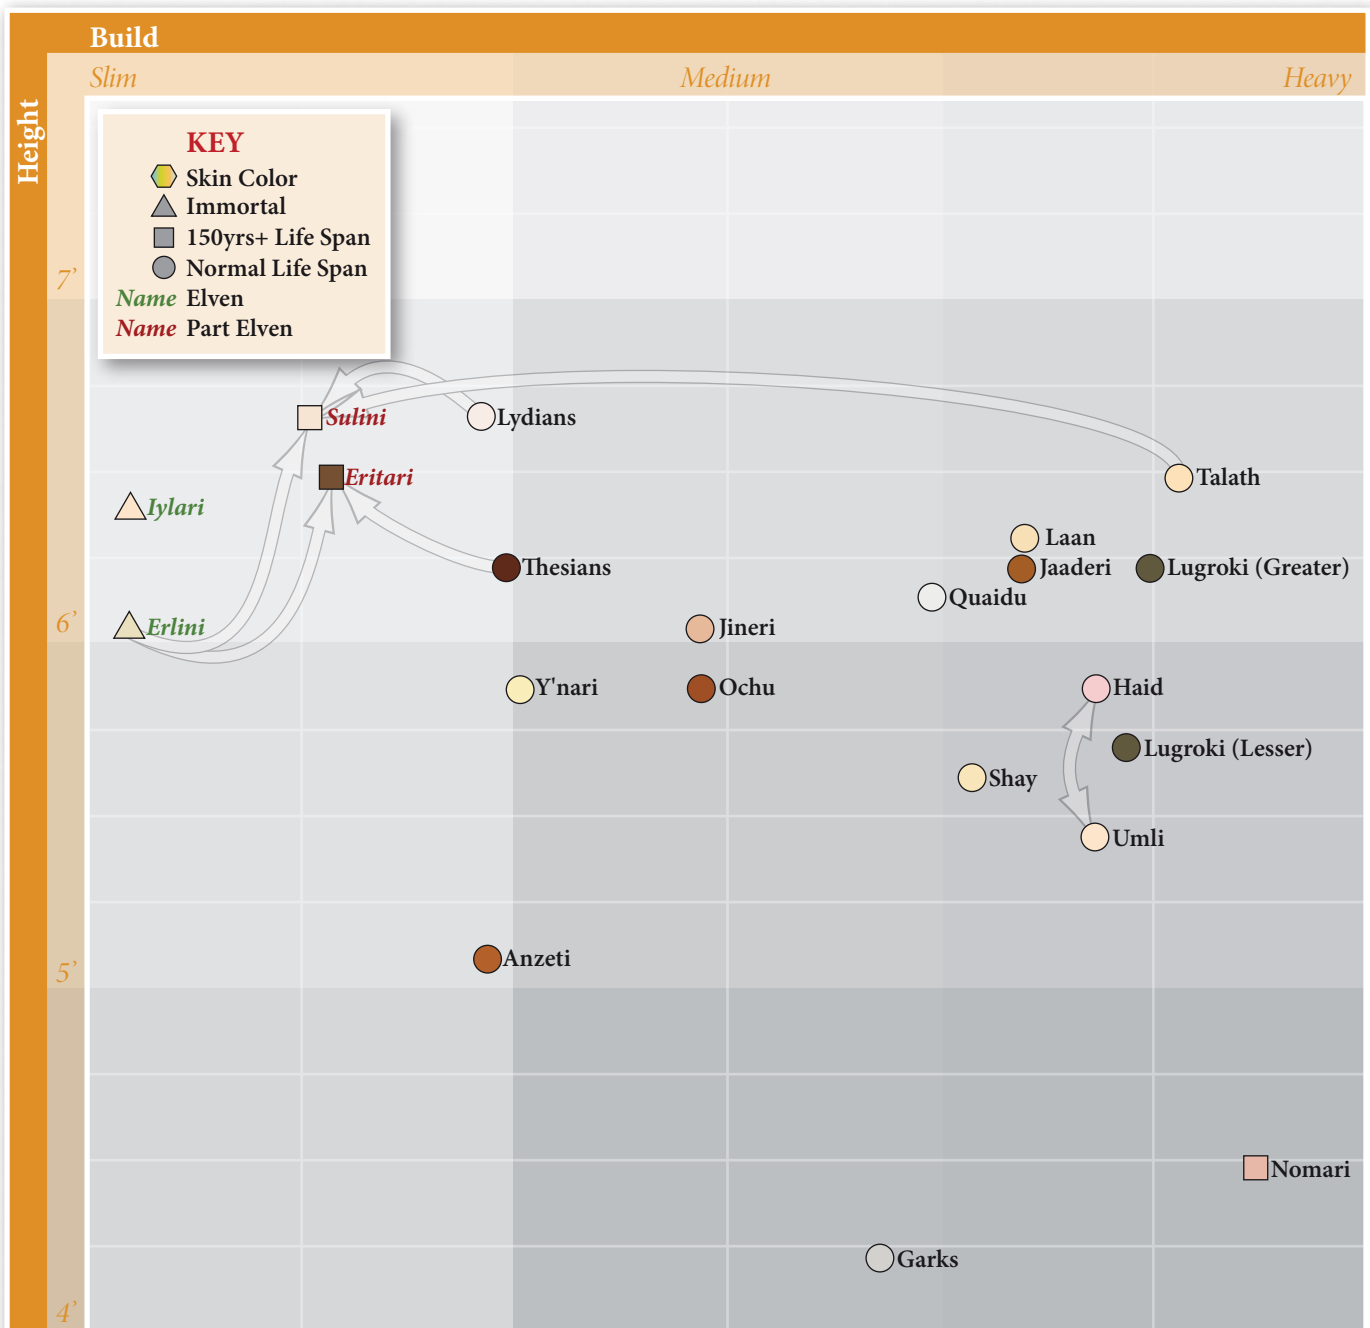 Build
Slim Medium Heavy
Height
KEY
Skin Color
Immortal
150yrs+ Life Span
Normal Life Span
Name Elven
Name Part Elven
7’
Sulini
Lydians
Eritari
Talath
Iylari
Laan
Thesians
Jaaderi
Lugroki (Greater)
Quaidu
6’
Erlini
Jineri
Y'nari
Ochu
Haid
Lugroki (Lesser)
Shay
Umli
5’
Anzeti
Nomari
Garks
4’